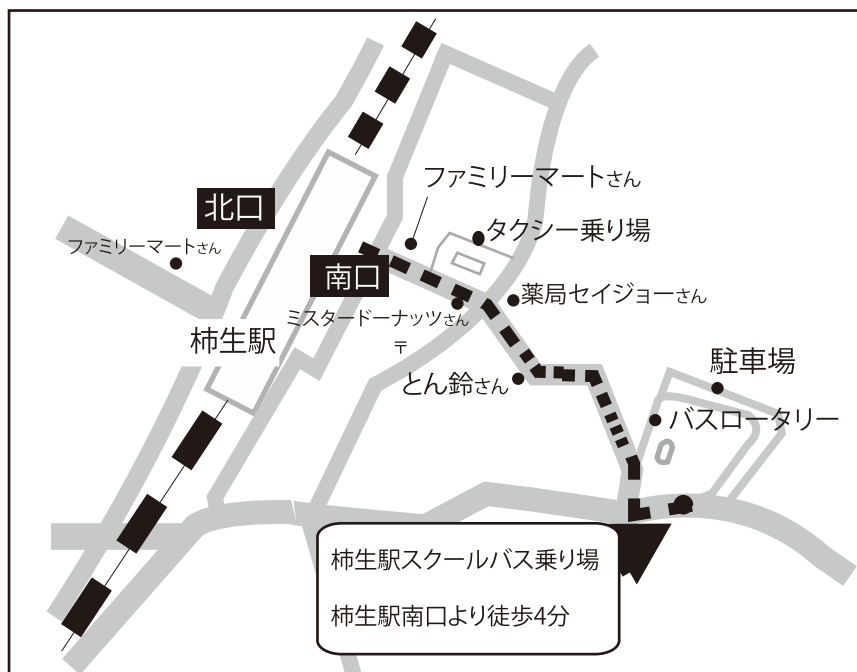 ファミリーマートさん
北口
タクシー乗り場
ファミリーマートさん
南口
薬局セイジョーさん
ミスタードーナッツさん
柿生駅
〒
駐車場
とん鈴さん
バスロータリー
柿生駅スクールバス乗り場
柿生駅南口より徒歩4分